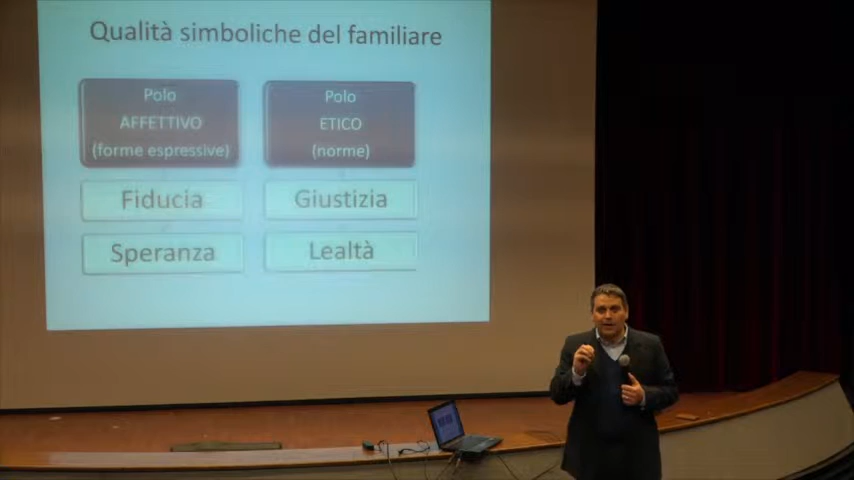 Qualità simboliche del familiare
Polo
AFFETTIVO
(forme espressive)
Fiducia
Speranza
Polo
ETICO
(norme)
Giustizia
Lealtà